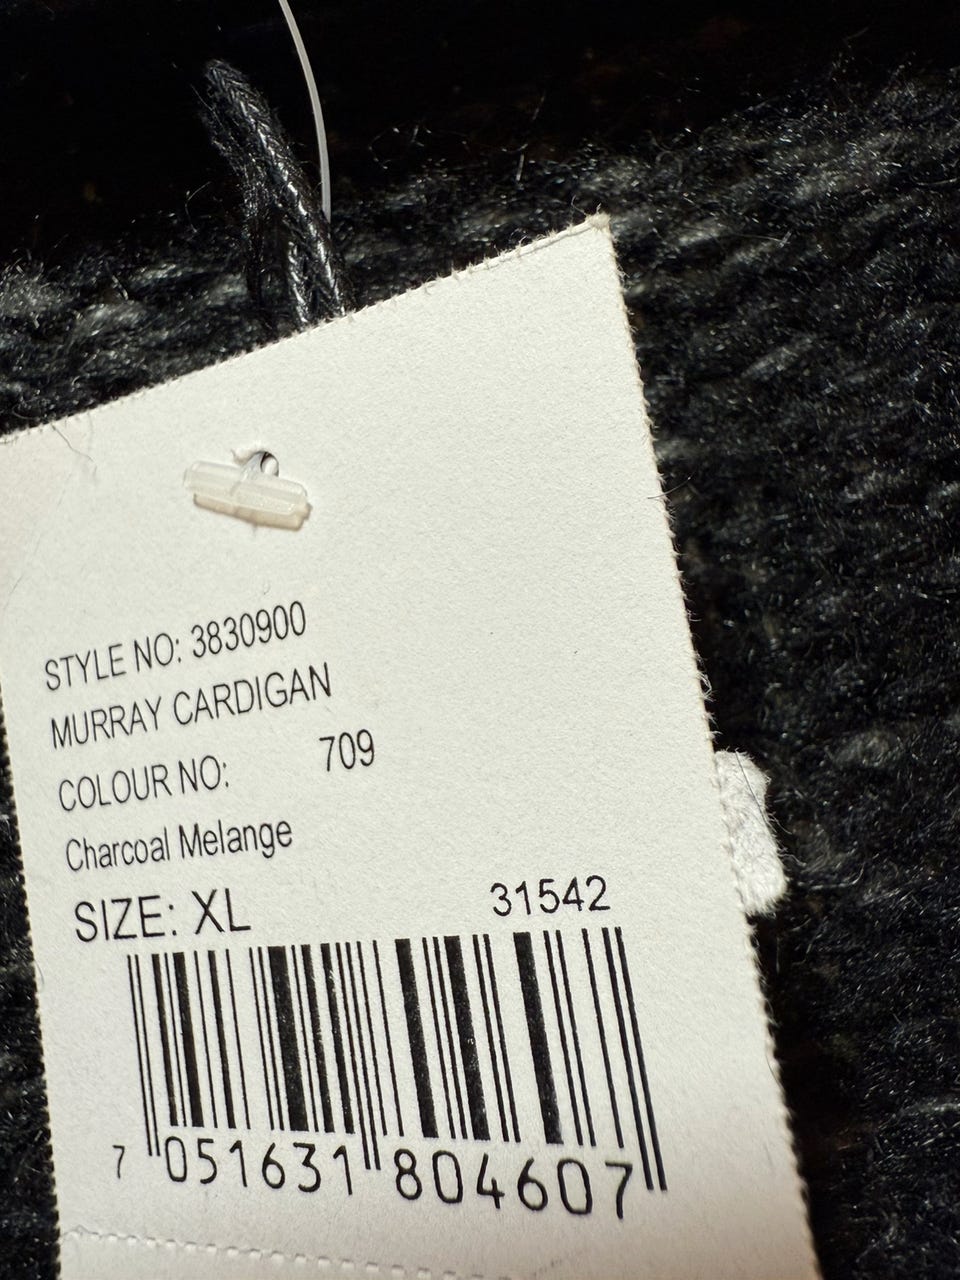 STYLE NO: 3830900
MURRAY CARDIGAN
COLOUR NO: 709
Charcoal Melange
SIZE: XL 31542
7 051631 804607